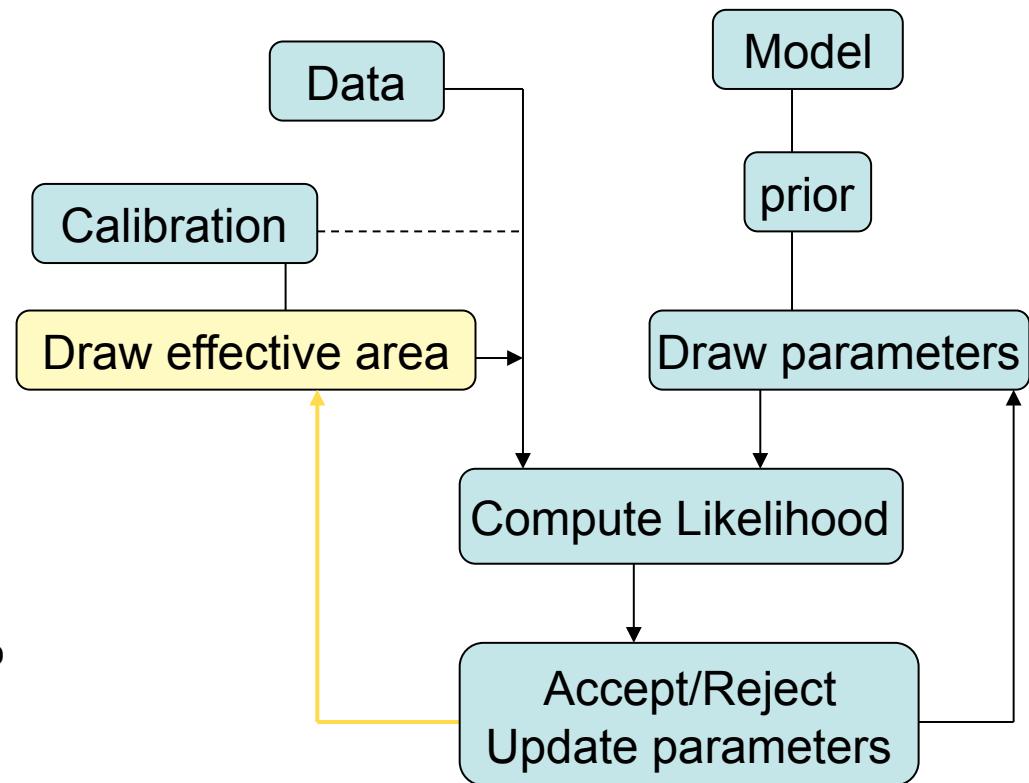 Model
Data
prior
Calibration
Draw effective area
Draw parameters
Compute Likelihood
Accept/Reject
Update parameters